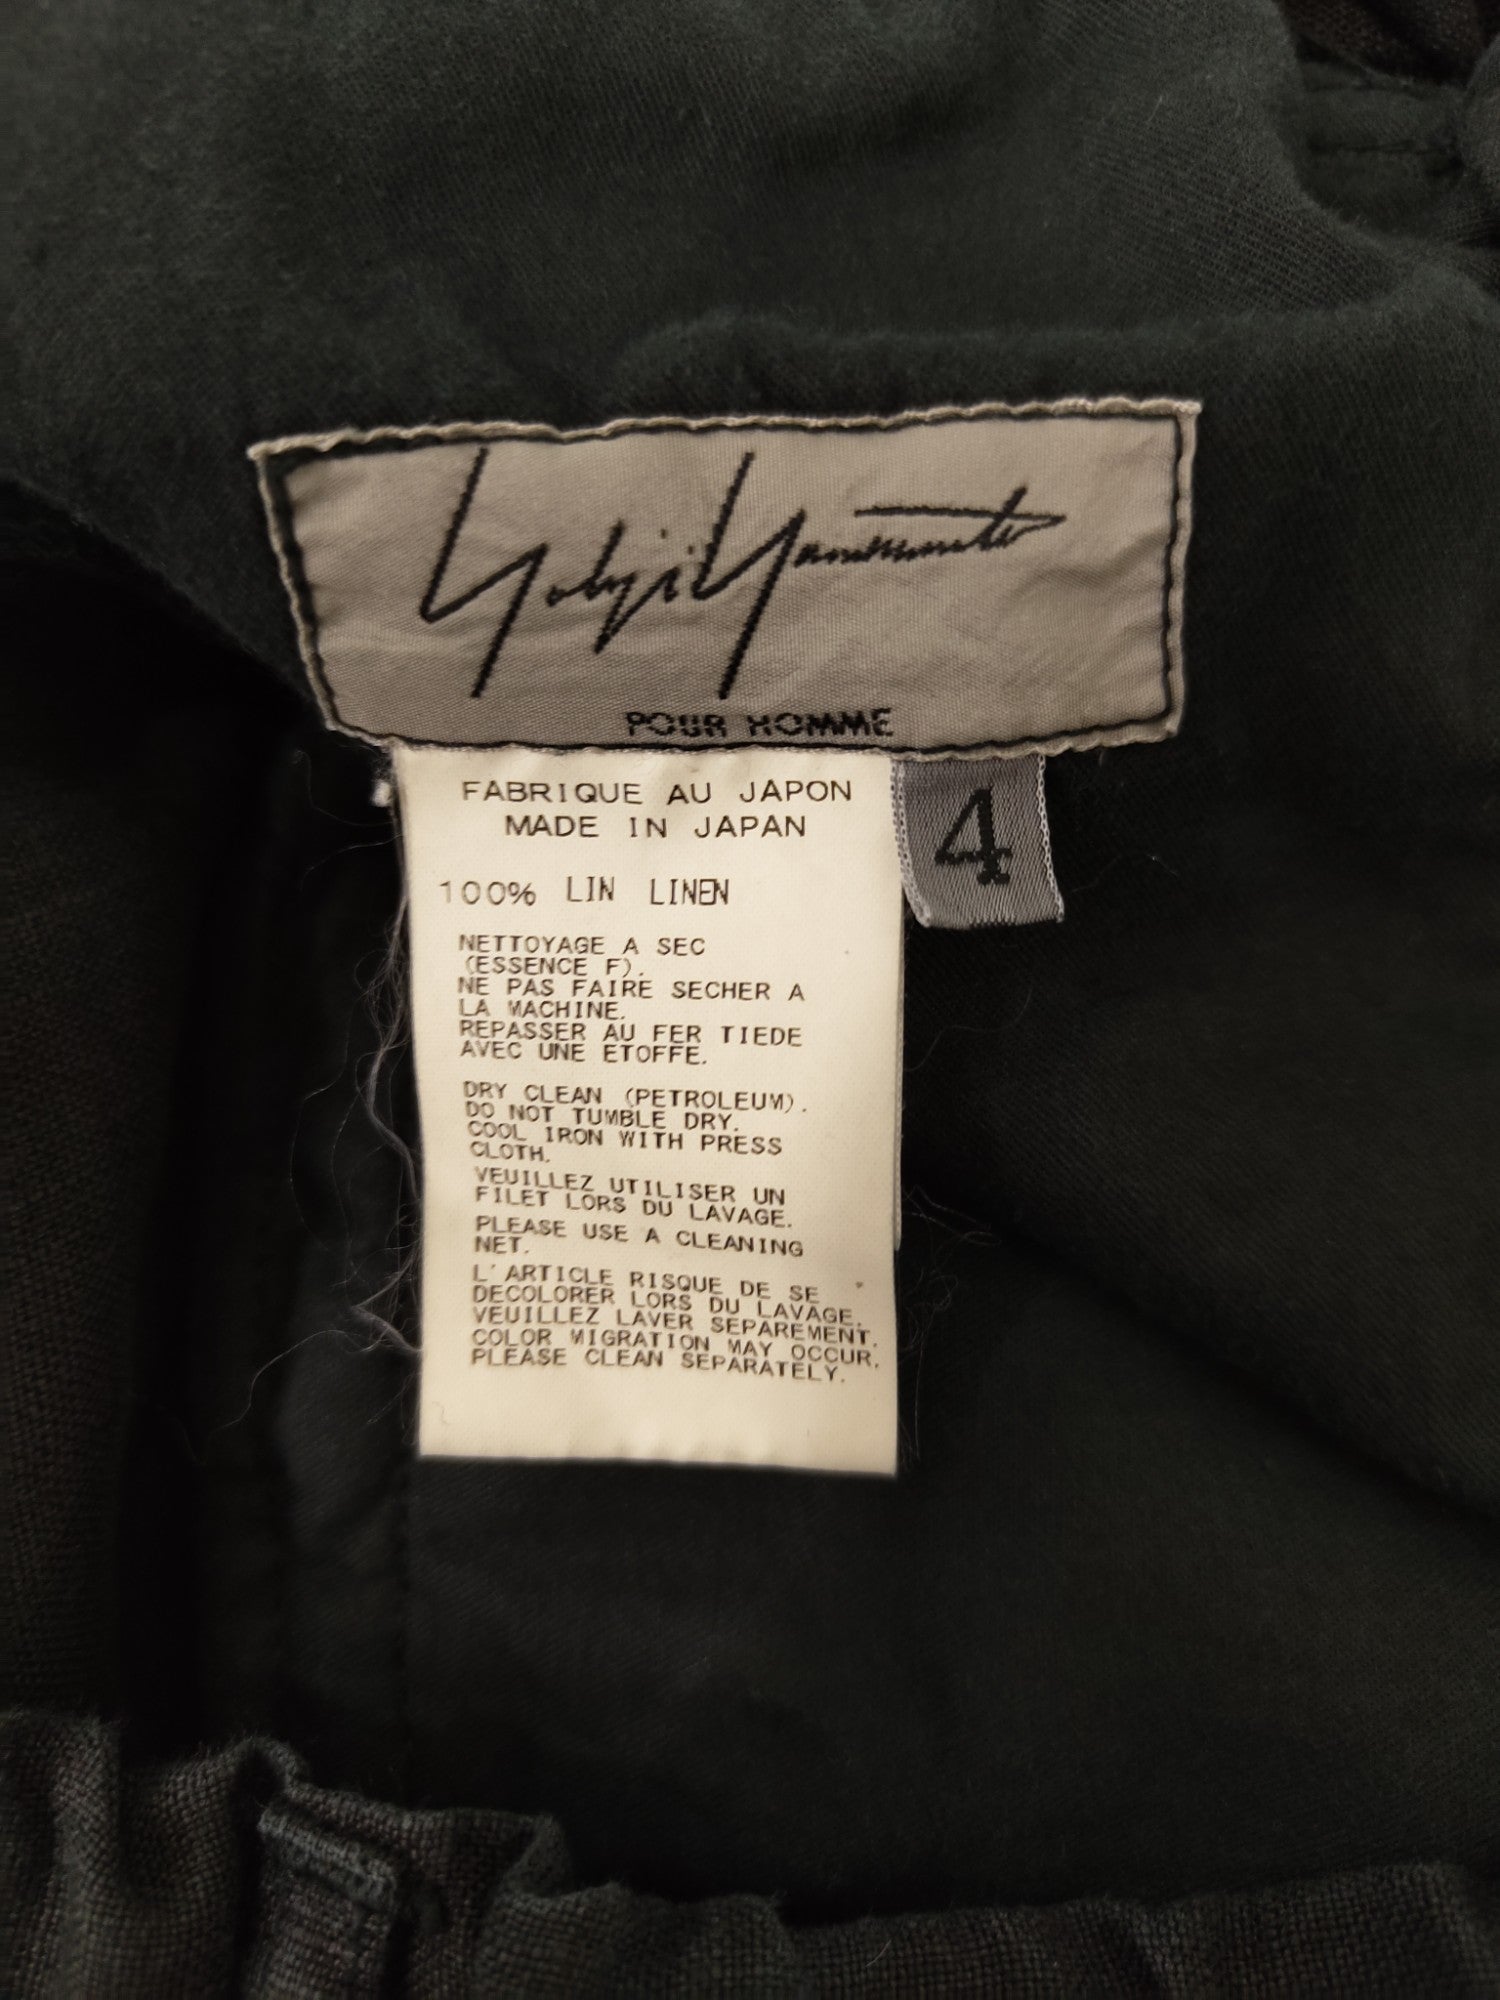 Yohji Yamamoto
POUR HOMME
4
FABRIQUE AU JAPON
MADE IN JAPAN
100% LIN LINEN
NETTOYAGE A SEC
(ESSENCE F).
NE PAS FAIRE SECHER A
LA MACHINE.
REPASSER AU FER TIEDE
AVEC UNE ETOFFE.
DRY CLEAN (PETROLEUM).
DO NOT TUMBLE DRY.
COOL IRON WITH PRESS
CLOTH.
VEUILLEZ UTILISER UN
FILET LORS DU LAVAGE.
PLEASE USE A CLEANING
NET.
L'ARTICLE RISQUE DE SE
DECOLORER LORS DU LAVAGE.
VEUILLEZ LAVER SEPAREMENT.
COLOR MIGRATION MAY OCCUR.
PLEASE CLEAN SEPARATELY.